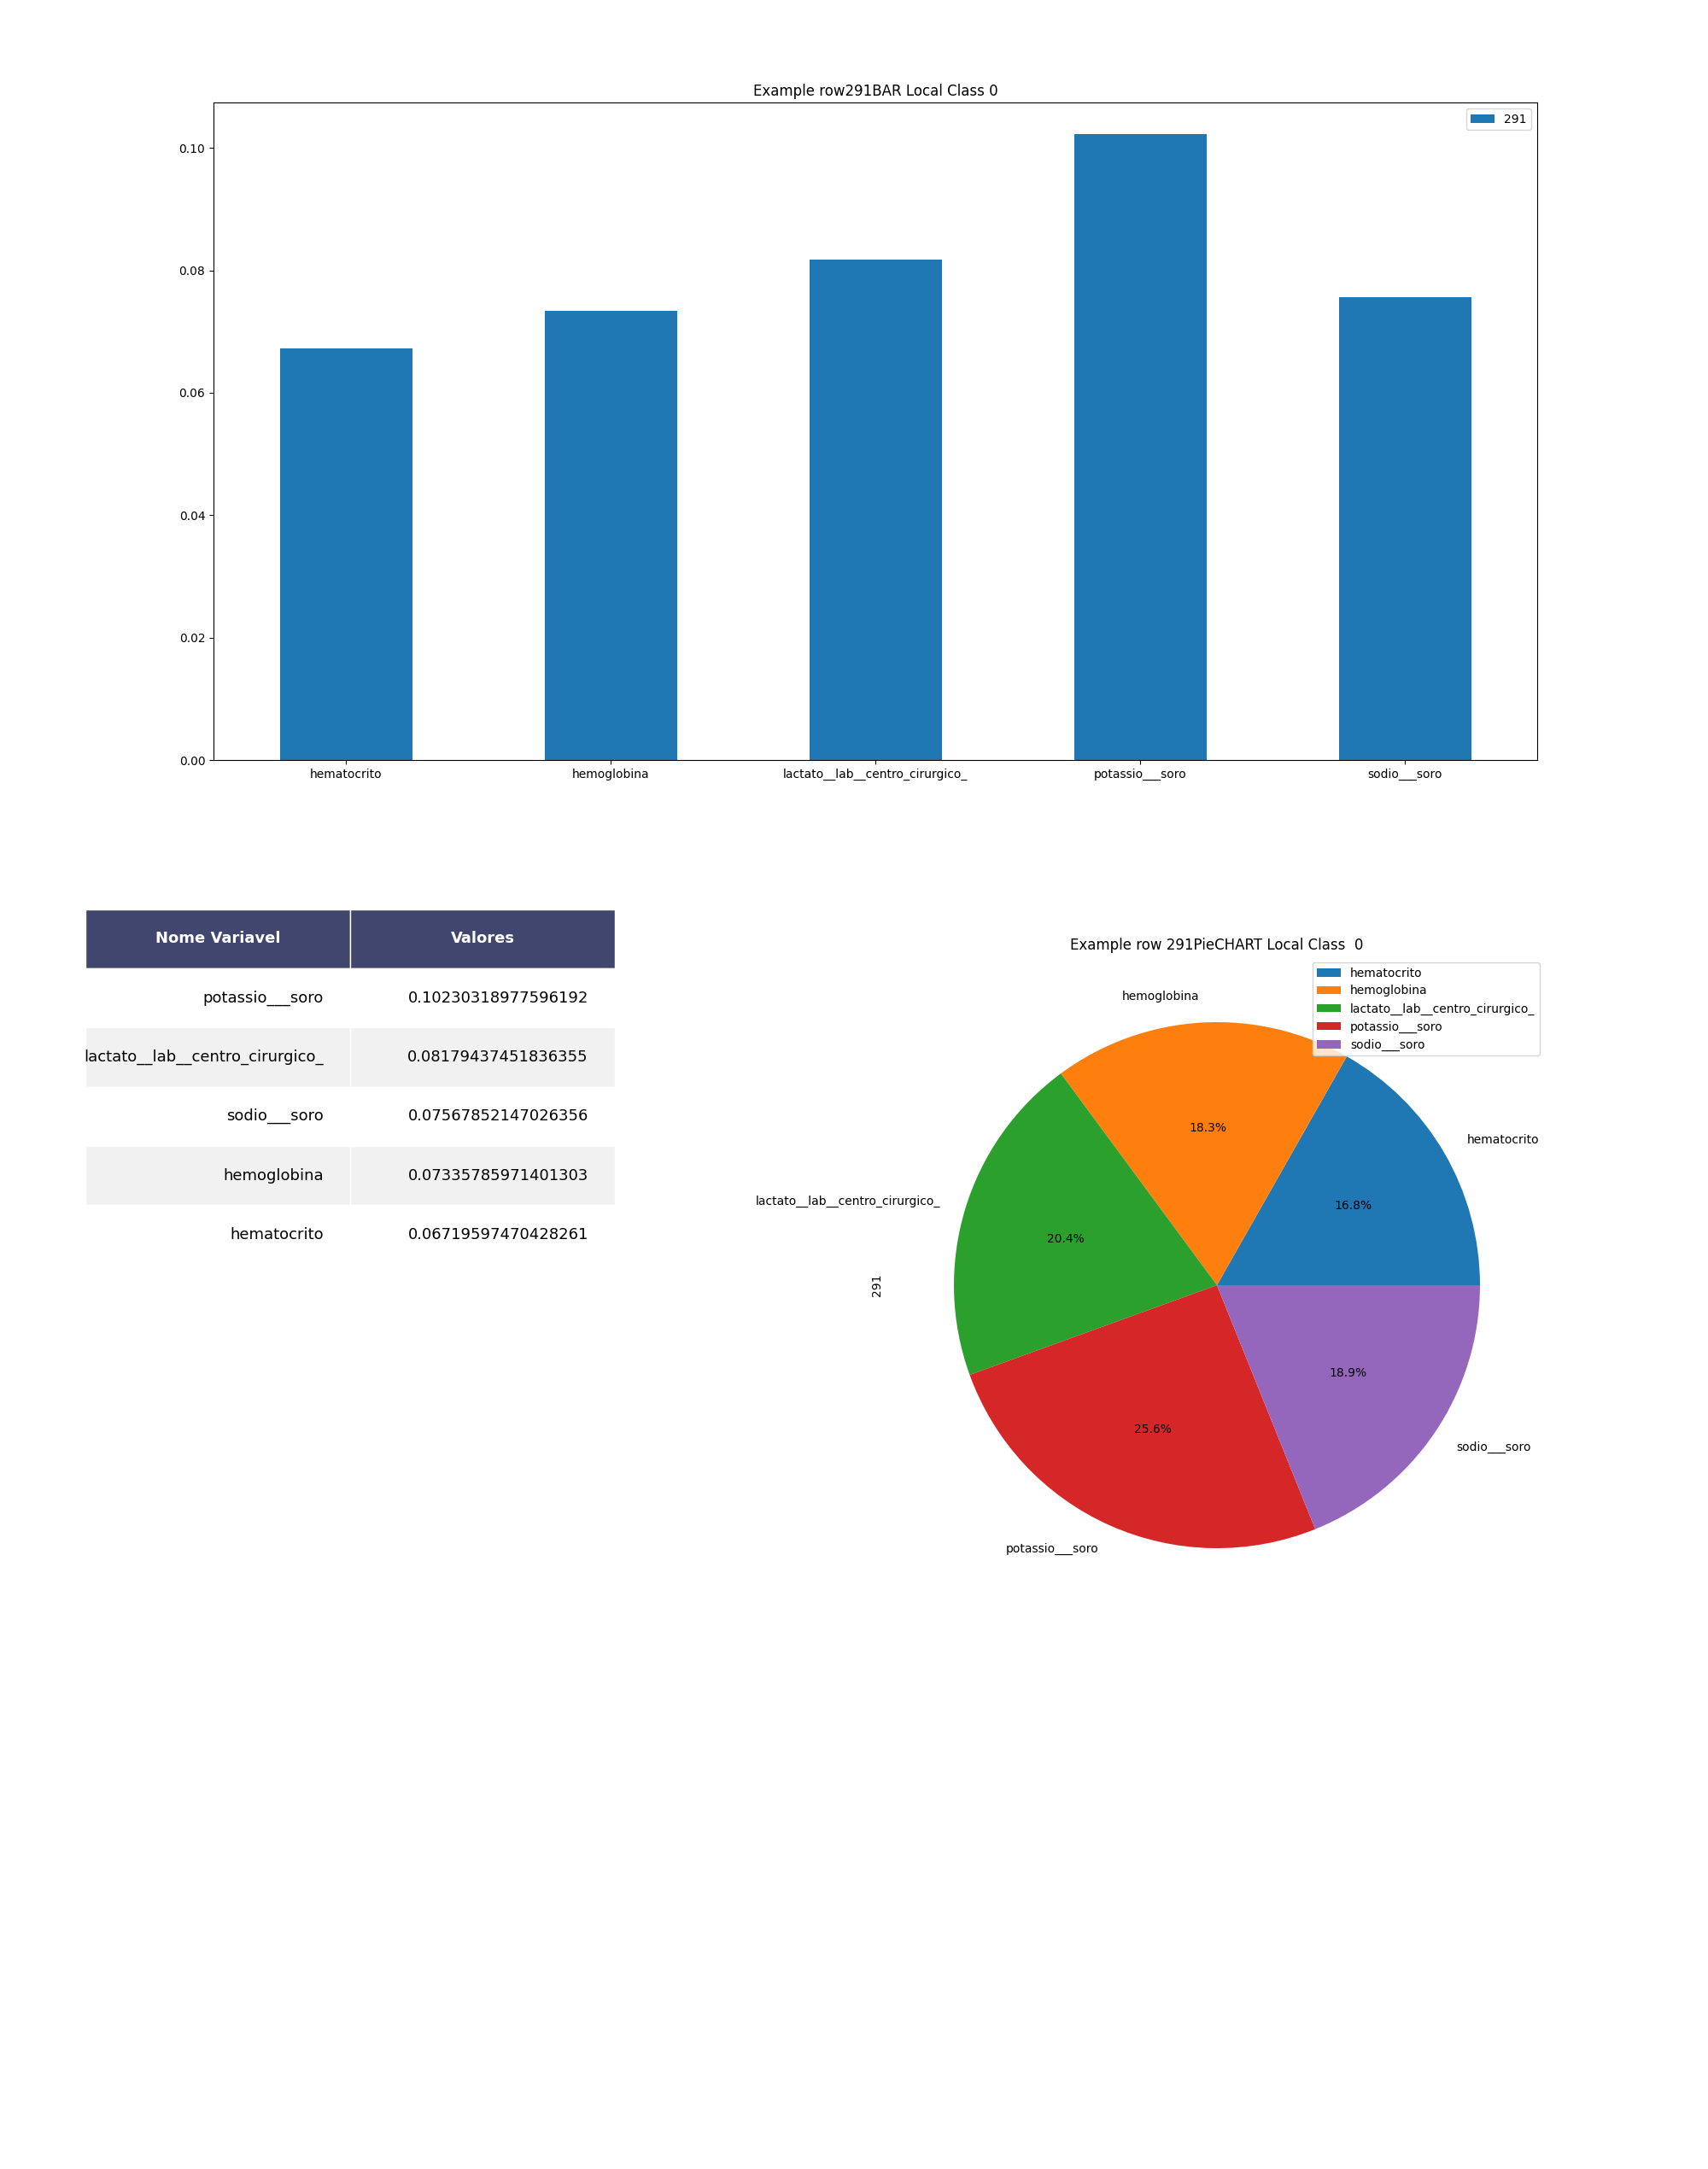 Example row291BAR Local Class 0
291
0.10
0.08
0.06
0.04
0.02
0.00
hematocrito
hemoglobina
lactato__lab__centro_cirurgico_
potassio___soro
sodio___soro
Nome Variavel Valores
potassio___soro 0.10230318977596192
lactato__lab__centro_cirurgico_ 0.08179437451836355
sodio___soro 0.07567852147026356
hemoglobina 0.07335785971401303
hematocrito 0.06719597470428261
Example row 291PieCHART Local Class  0
hematocrito
hemoglobina
lactato__lab__centro_cirurgico_
potassio___soro
sodio___soro
hemoglobina
hematocrito
lactato__lab__centro_cirurgico_
potassio___soro
sodio___soro
18.3%
16.8%
20.4%
18.9%
25.6%
291